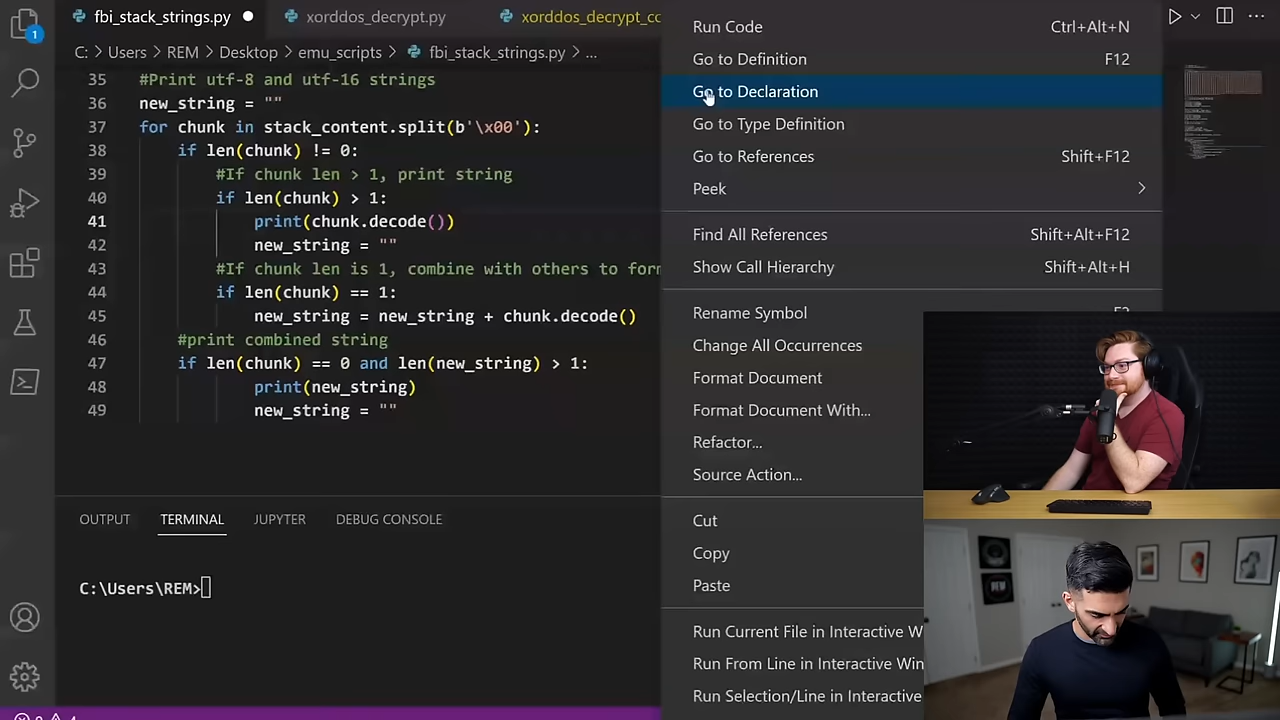 fbi_stack_strings.py
xorddos_decrypt.py
xorddos_decrypt_cc
1
C: > Users > REM > Desktop > emu_scripts > fbi_stack_strings.py > ...
35 #Print utf-8 and utf-16 strings
36 new_string = ""
37 for chunk in stack_content.split(b'\x00'):
38 if len(chunk) != 0:
39 #If chunk len > 1, print string
40 if len(chunk) > 1:
41 print(chunk.decode())
42 new_string = ""
43 #If chunk len is 1, combine with others to form
44 if len(chunk) == 1:
45 new_string = new_string + chunk.decode()
46 #print combined string
47 if len(chunk) == 0 and len(new_string) > 1:
48 print(new_string)
49 new_string = ""
OUTPUT TERMINAL JUPYTER DEBUG CONSOLE
C:\Users\REM>
Run Code Ctrl+Alt+N
Go to Definition F12
Go to Declaration
Go to Type Definition
Go to References Shift+F12
Peek
Find All References Shift+Alt+F12
Show Call Hierarchy Shift+Alt+H
Rename Symbol F2
Change All Occurrences
Format Document
Format Document With...
Refactor...
Source Action...
Cut
Copy
Paste
Run Current File in Interactive W
Run From Line in Interactive Win
Run Selection/Line in Interactive